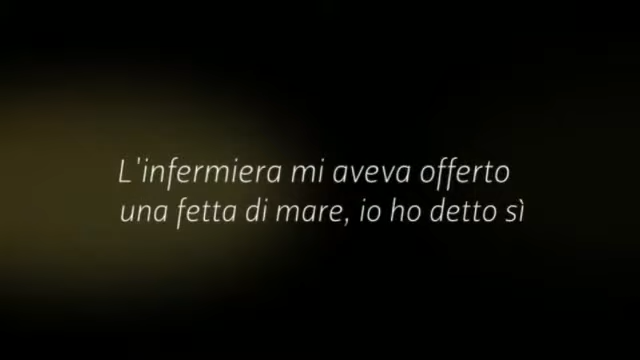 L'infermiera mi aveva offerto
una fetta di mare, io ho detto sì